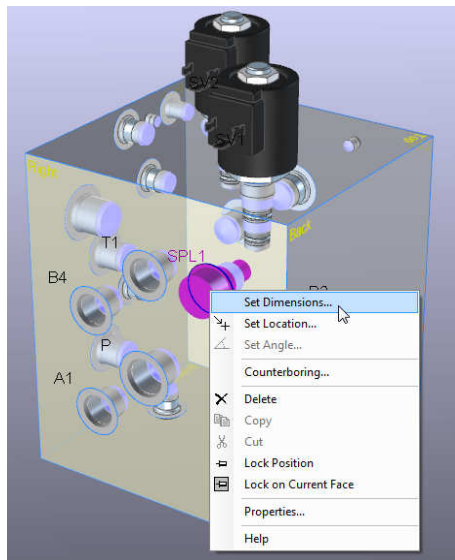 SV2
SV1
T1
SPL1
Back
B4
P
A1
Set Dimensions...
Set Location...
Set Angle...
Counterboring...
Delete
Copy
Cut
Lock Position
Lock on Current Face
Properties...
Help